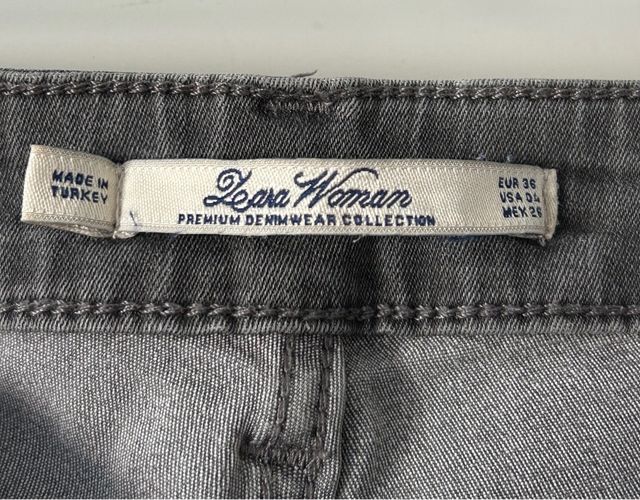 MADE IN
TURKEY
Zara Woman
PREMIUM DENIMWEAR COLLECTION
EUR 36
USA 04
MEX 26